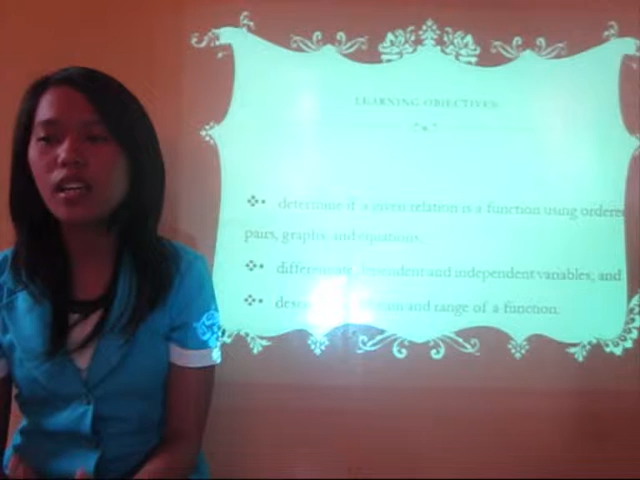 LEARNING OBJECTIVES
❖• determine if a given relation is a function using ordere
pairs, graphs and equations.
❖• differentiate dependent and independent variables; and
❖• domain and range of a function.